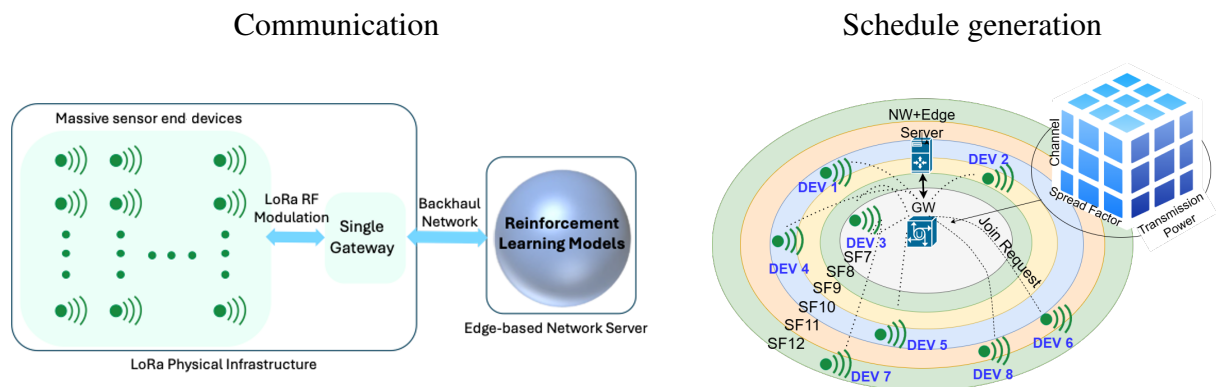 Communication
Schedule generation
Massive sensor end devices
LoRa RF
Modulation
Single
Gateway
Backhaul
Network
Reinforcement
Learning Models
Edge-based Network Server
LoRa Physical Infrastructure
NW+Edge
Server
DEV 1
DEV 2
GW
DEV 3
DEV 4
SF7
SF8
SF9
SF10
SF11
SF12
Join Request
DEV 5
DEV 6
DEV 7
DEV 8
Channel
Spread Factor
Transmission
Power